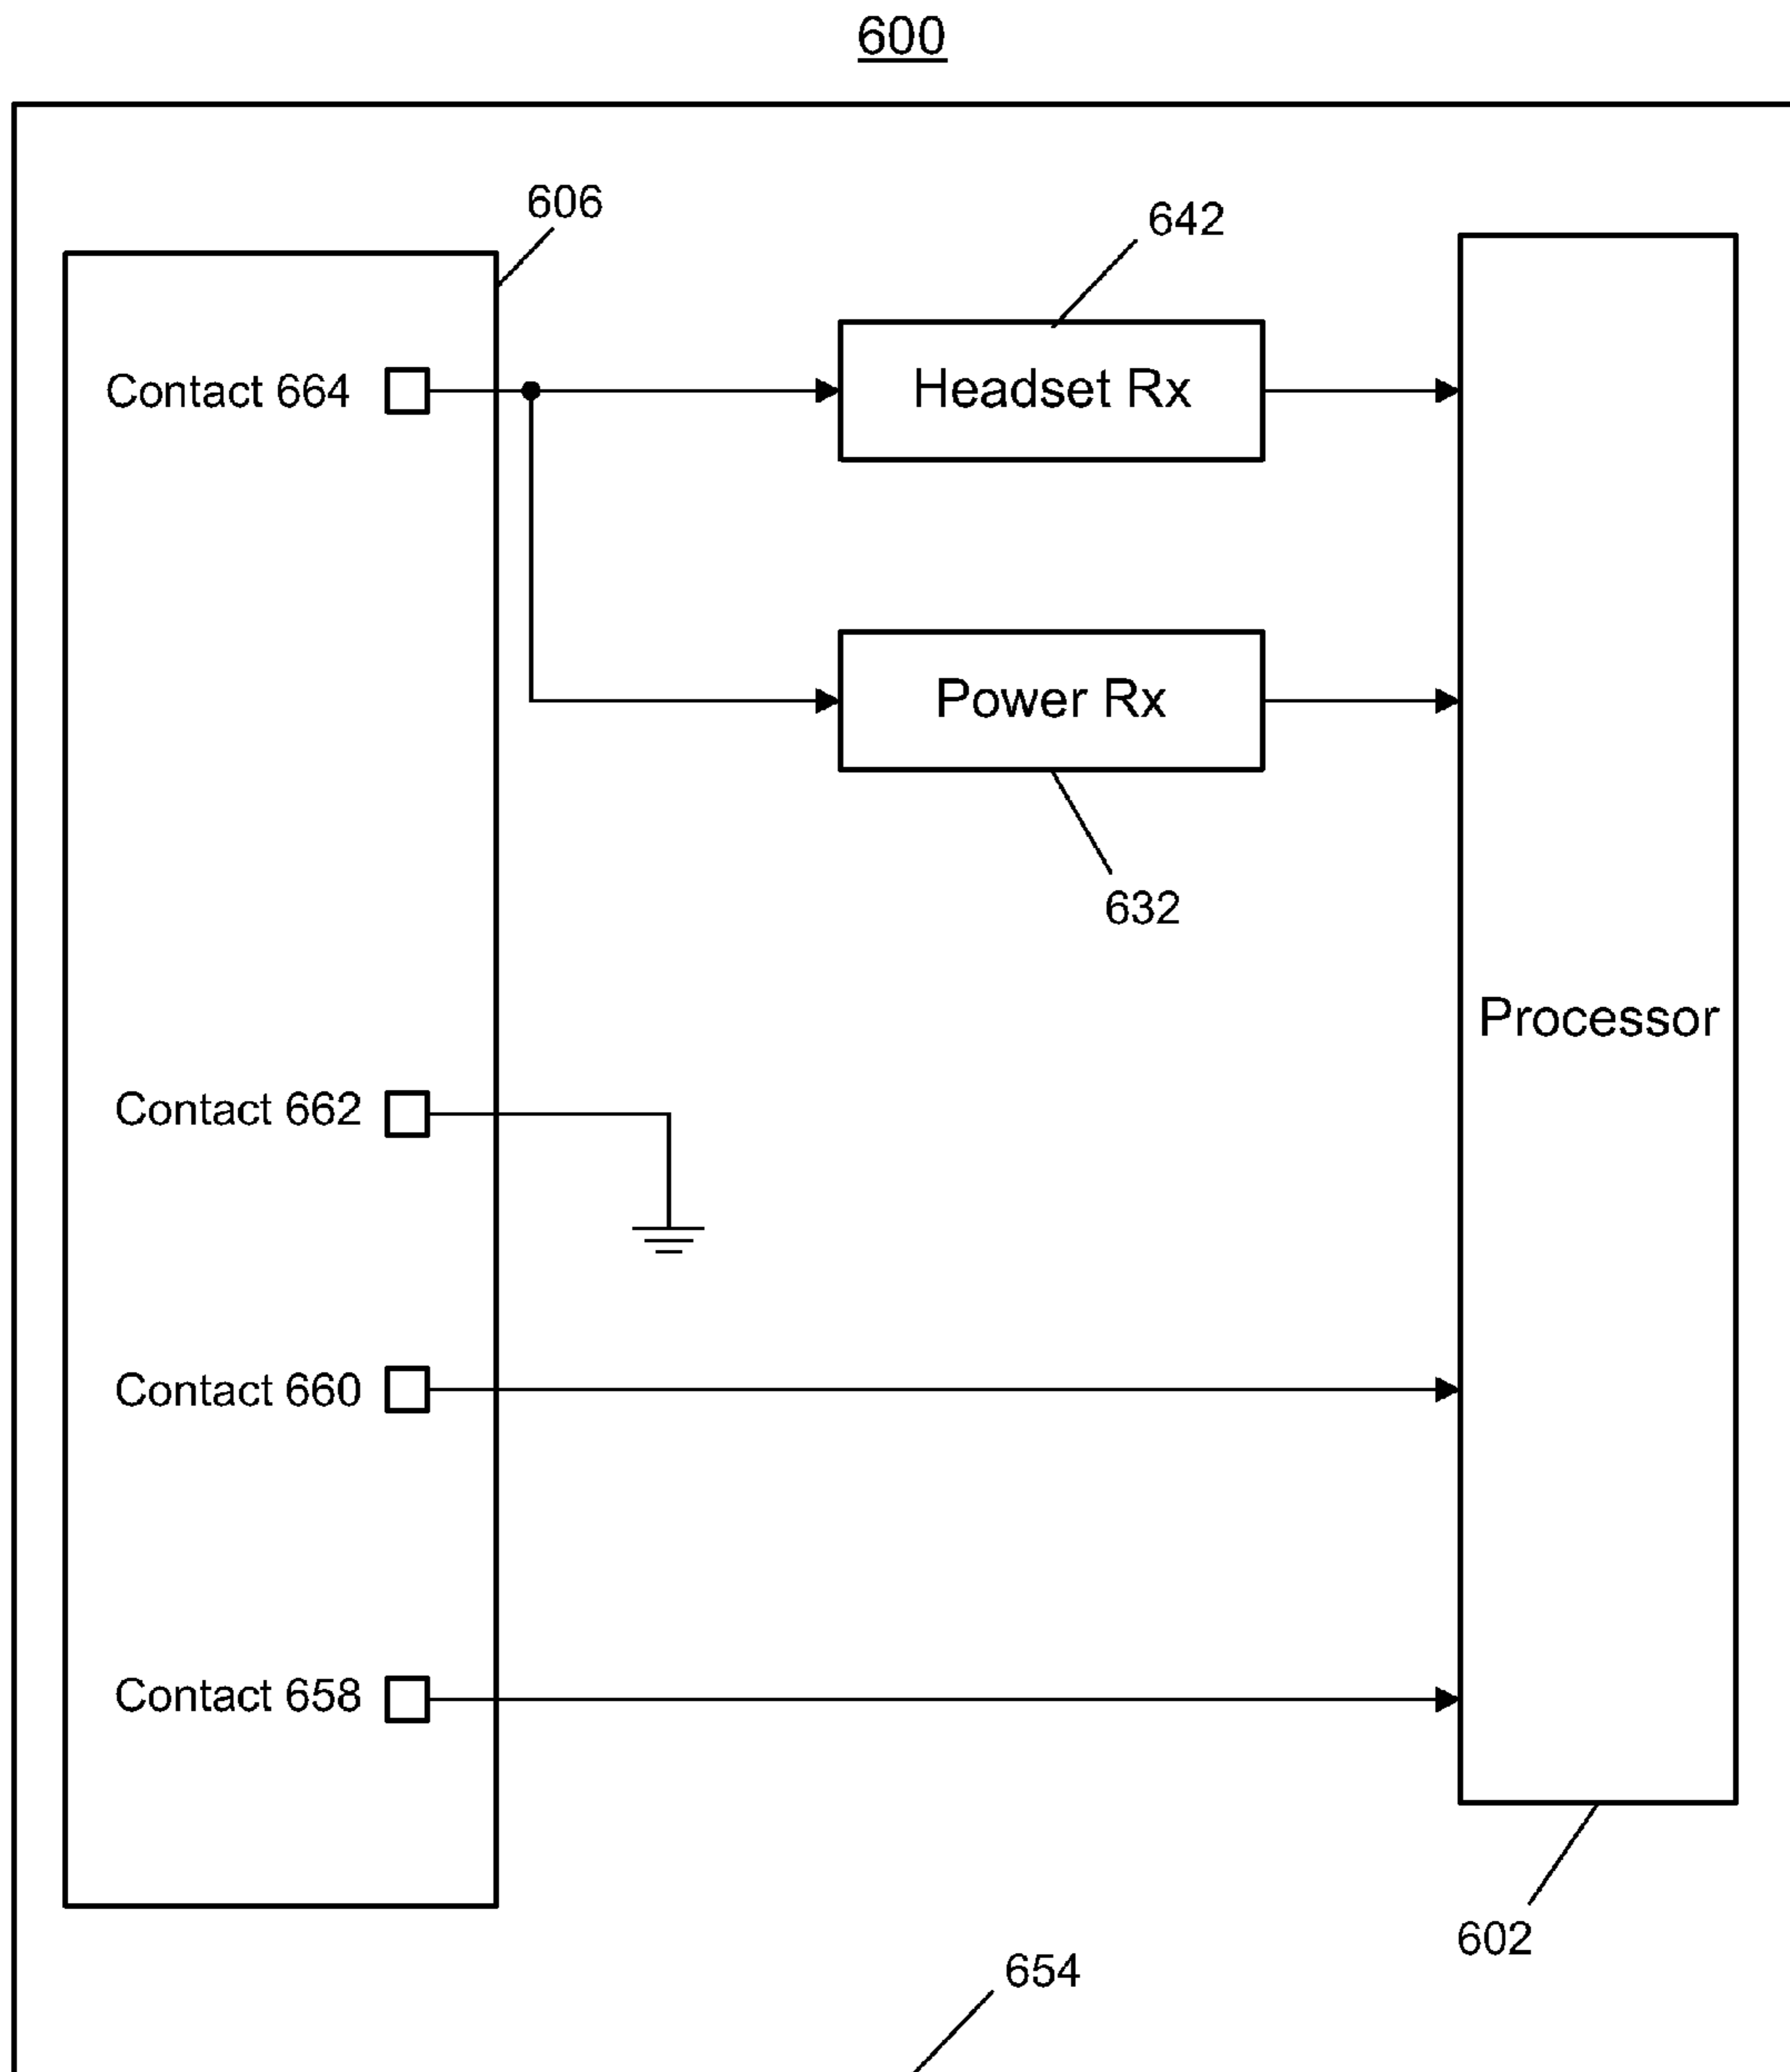 600
606
642
Contact 664
Headset Rx
Power Rx
632
Processor
Contact 662
Contact 660
Contact 658
602
654